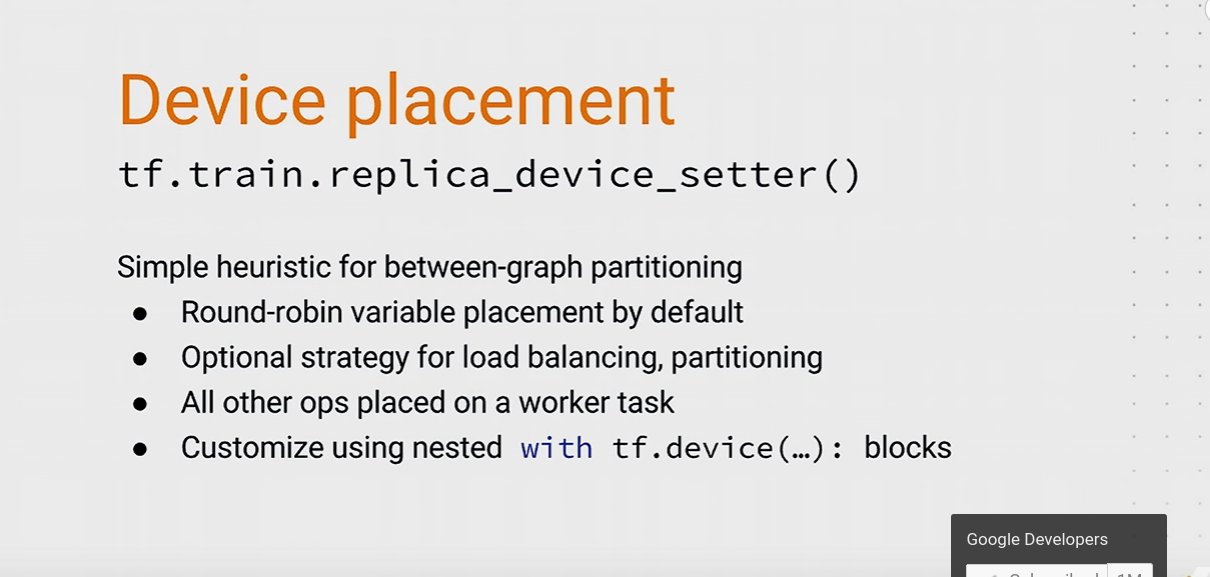 Device placement
tf.train.replica_device_setter()
Simple heuristic for between-graph partitioning
● Round-robin variable placement by default
● Optional strategy for load balancing, partitioning
● All other ops placed on a worker task
● Customize using nested with tf.device(…): blocks
Google Developers